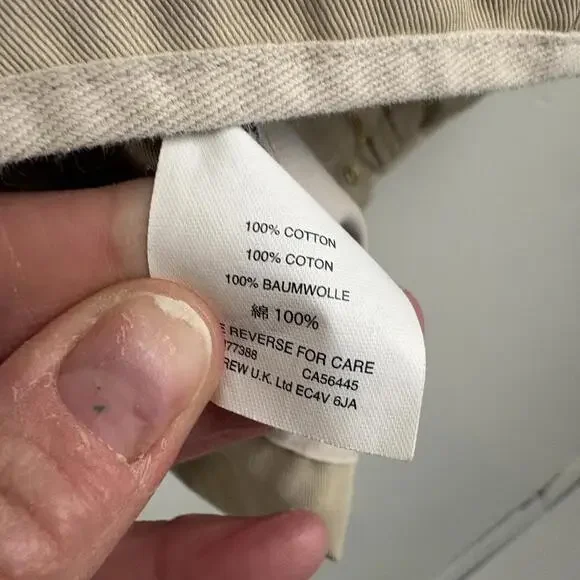 100% COTTON
100% COTON
100% BAUMWOLLE
綿 100%
REVERSE FOR CARE
77388 CA56445
REW U.K. Ltd EC4V 6JA